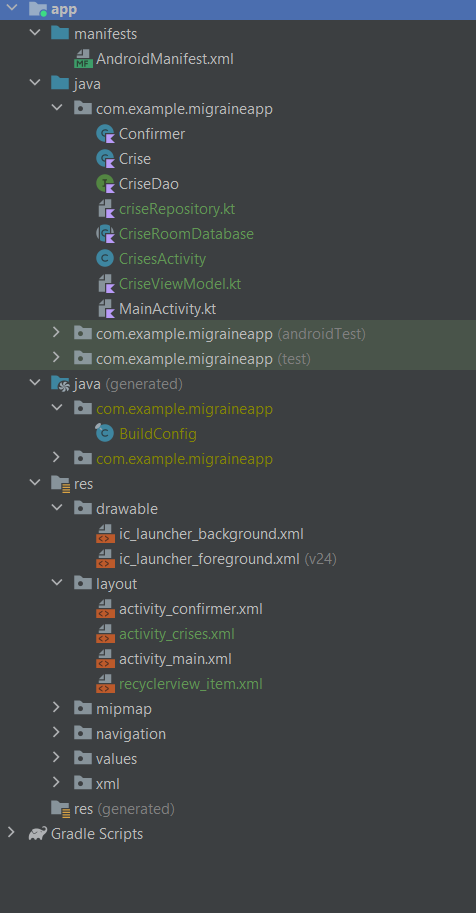 app
manifests
AndroidManifest.xml
java
com.example.migraineapp
Confirmer
Crise
CriseDao
criseRepository.kt
CriseRoomDatabase
CrisesActivity
CriseViewModel.kt
MainActivity.kt
com.example.migraineapp (androidTest)
com.example.migraineapp (test)
java (generated)
com.example.migraineapp
BuildConfig
com.example.migraineapp
res
drawable
ic_launcher_background.xml
ic_launcher_foreground.xml (v24)
layout
activity_confirmer.xml
activity_crises.xml
activity_main.xml
recyclerview_item.xml
mipmap
navigation
values
xml
res (generated)
Gradle Scripts